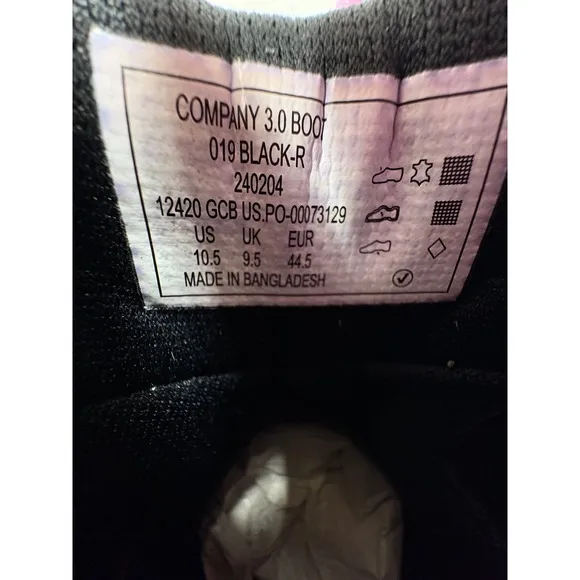 COMPANY 3.0 BOOT
019 BLACK-R
240204
12420 GCB US.PO-00073129
US UK EUR
10.5 9.5 44.5
MADE IN BANGLADESH